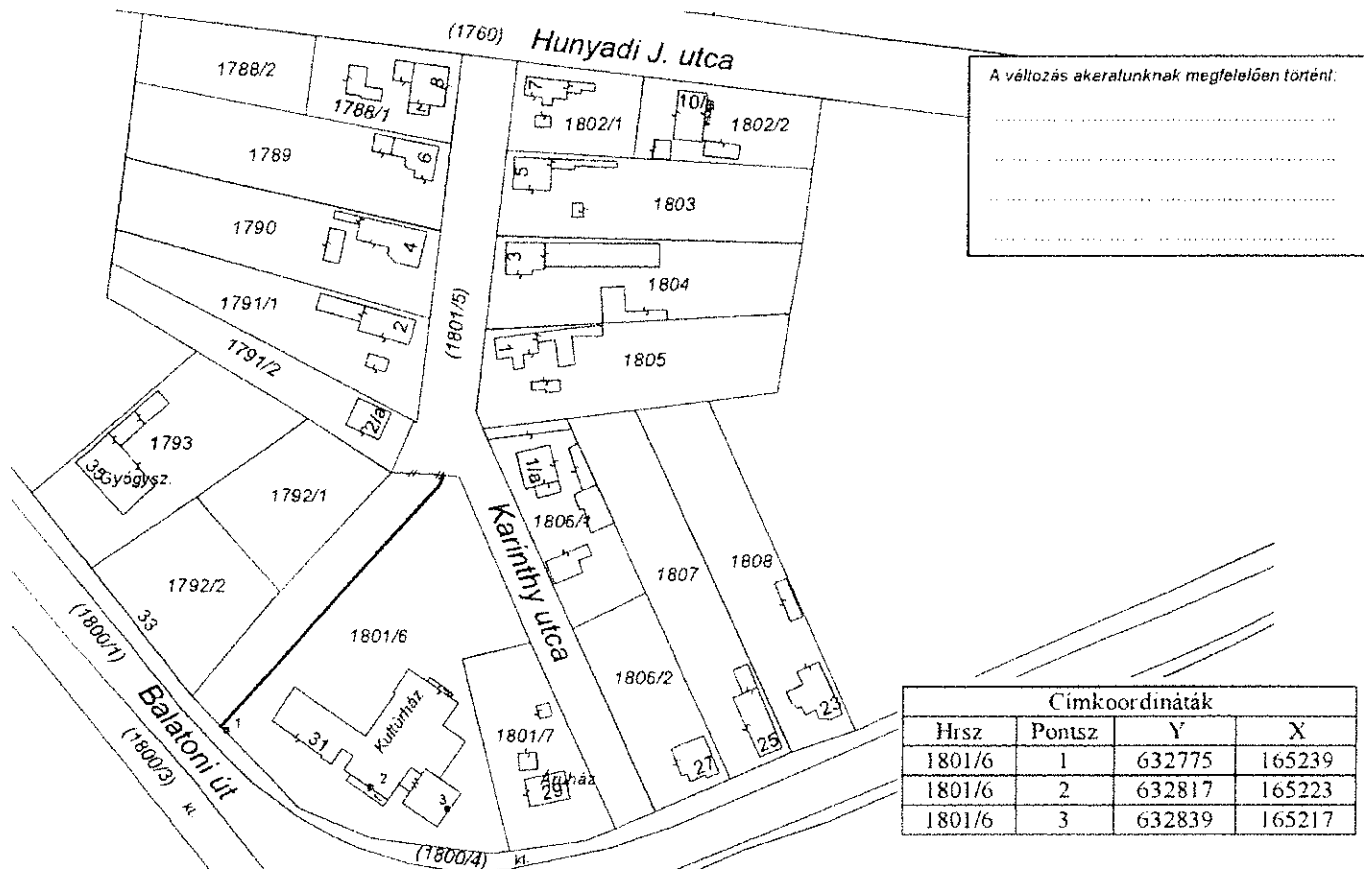 (1760) Hunyadi J. utca
A változás akaratunknak megfelelően történt:
1788/2
1788/1
8
7
1802/1
10/
1802/2
1789
6
5
1803
1790
4
3
1804
1791/1
2
(1801/5)
1
1805
1791/2
2/a
1793
35
Gyógysz.
1792/1
1/a
1806/1
Karinthy utca
1807
1808
1792/2
33
(1800/1)
1801/6
Balatoni út
(1800/3) kt.
1
31
Kultúrház
2
3
1801/7
Áruház
29
1806/2
27
25
23
(1800/4) kt.
Címkoordináták
Hrsz Pontsz Y X
1801/6 1 632775 165239
1801/6 2 632817 165223
1801/6 3 632839 165217